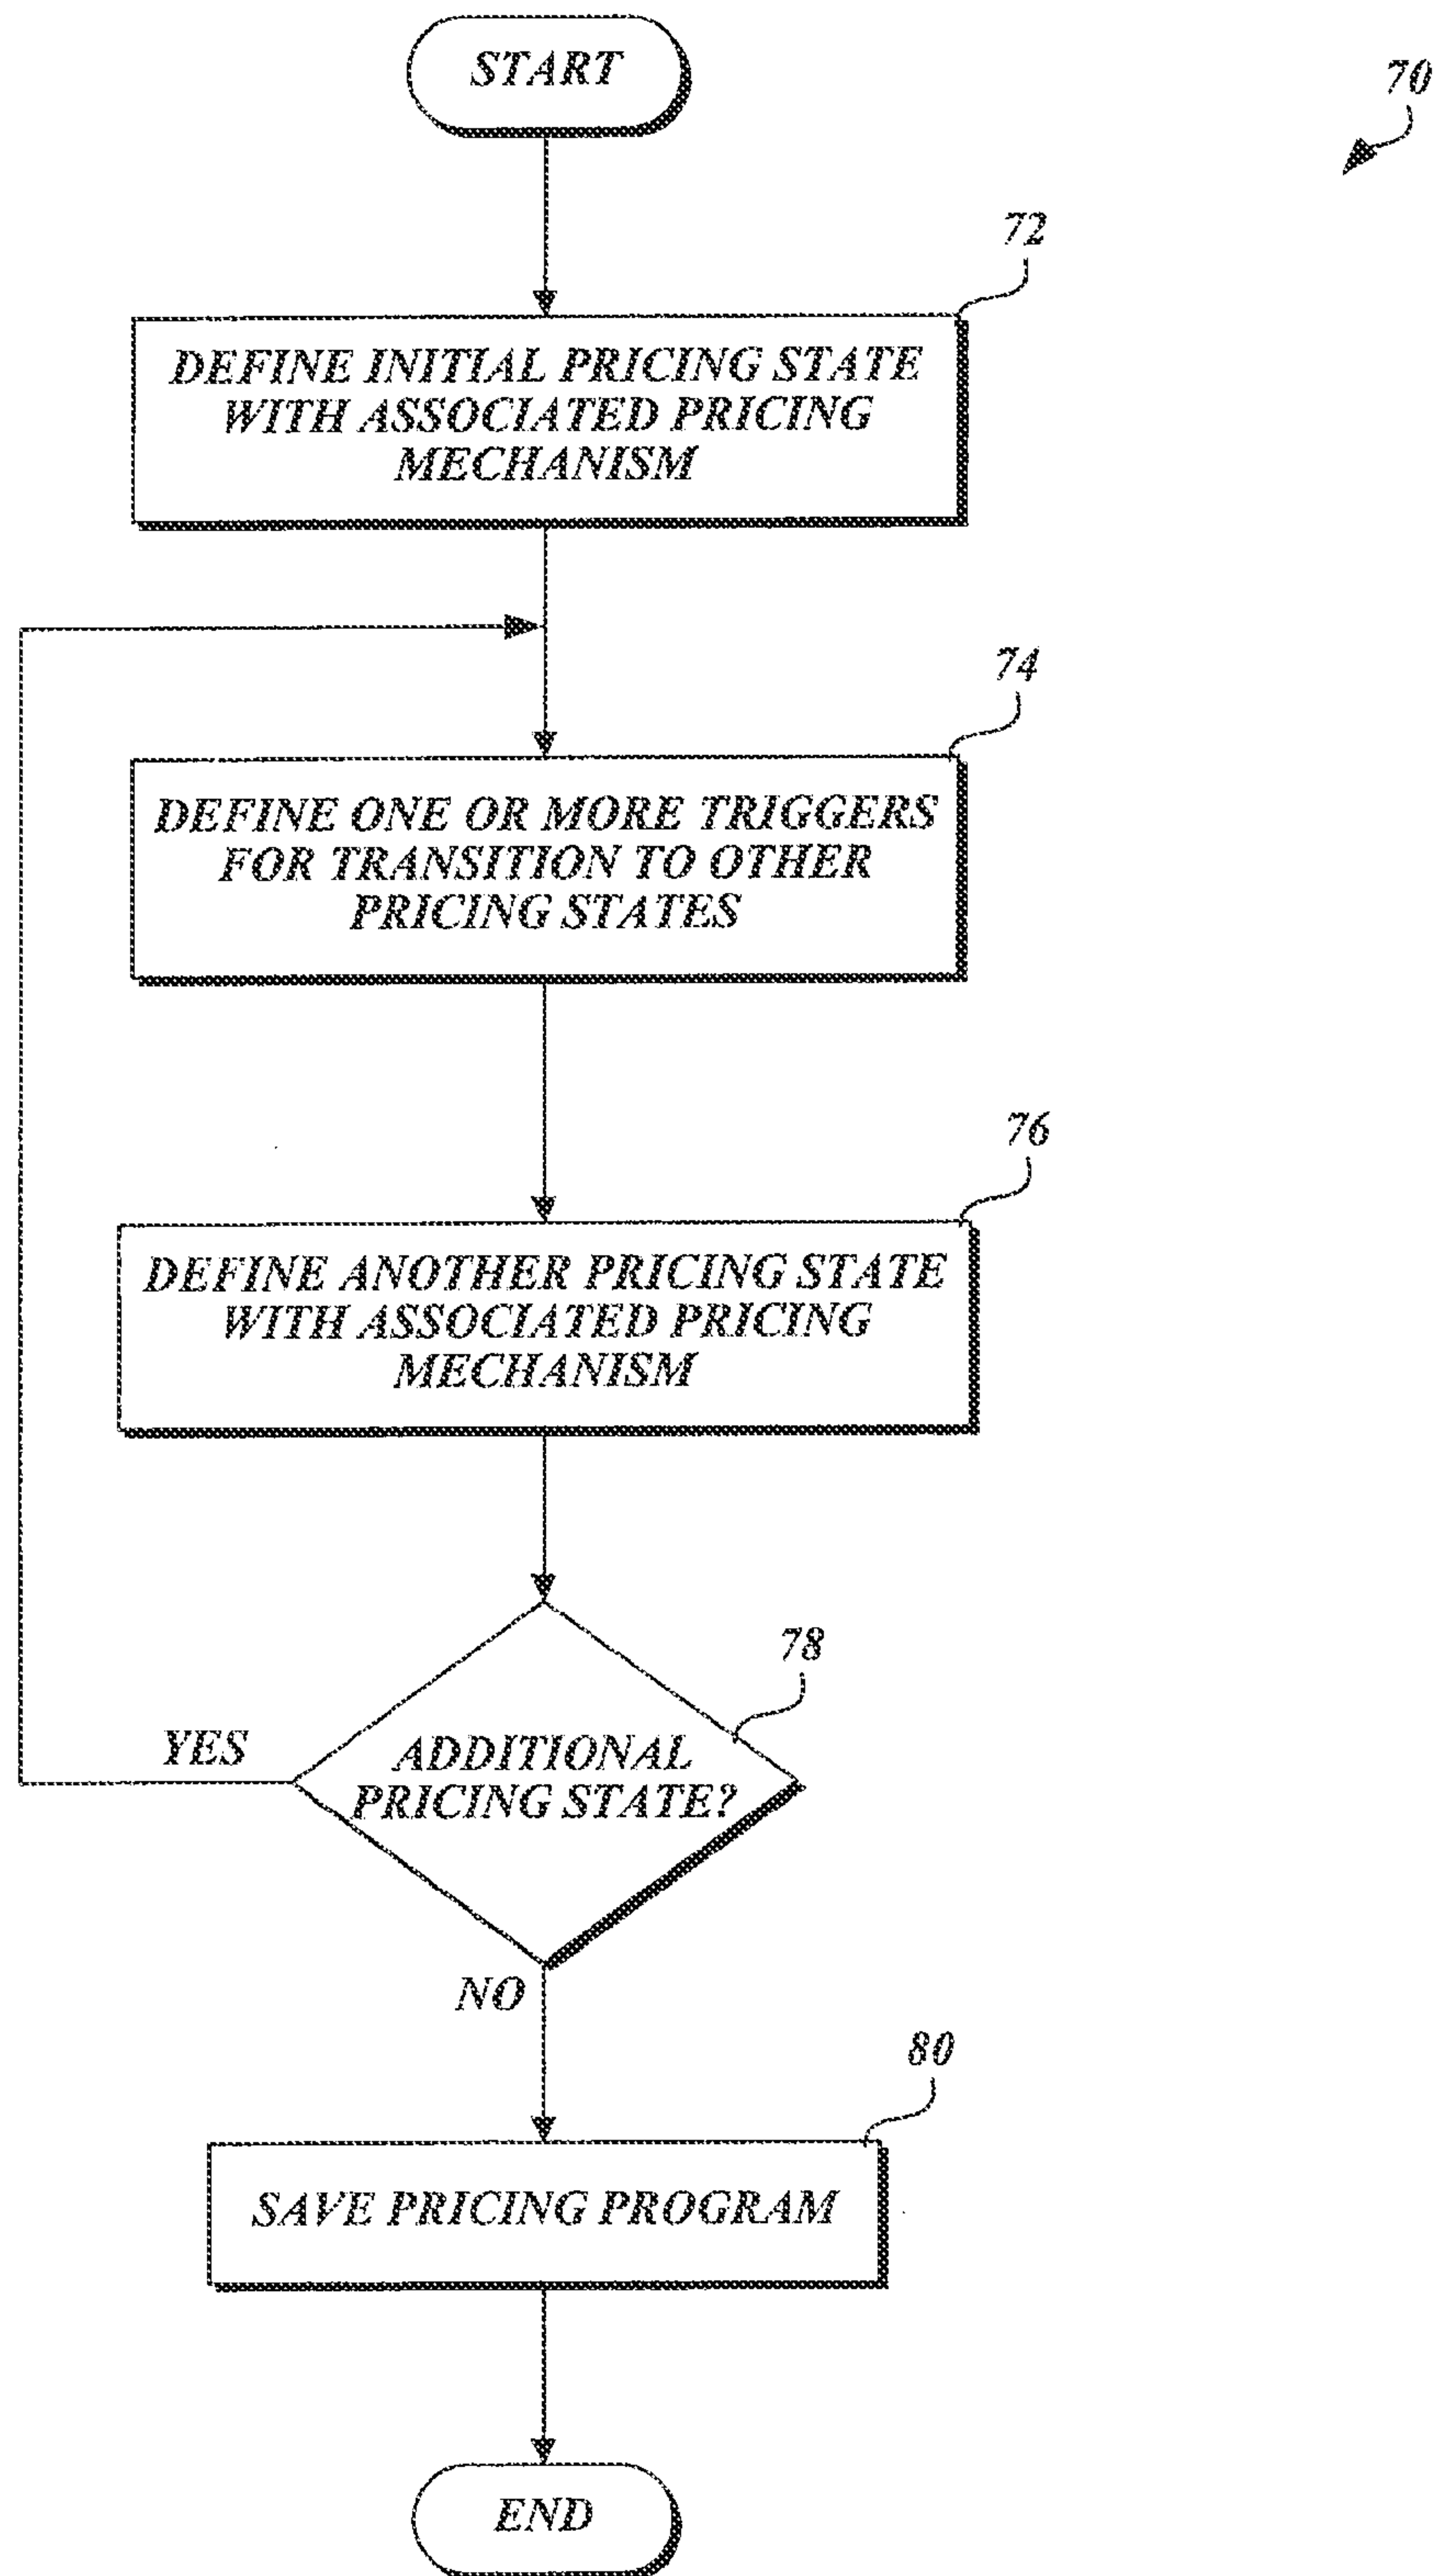 START
70
72
DEFINE INITIAL PRICING STATE
WITH ASSOCIATED PRICING
MECHANISM
74
DEFINE ONE OR MORE TRIGGERS
FOR TRANSITION TO OTHER
PRICING STATES
76
DEFINE ANOTHER PRICING STATE
WITH ASSOCIATED PRICING
MECHANISM
78
YES
ADDITIONAL
PRICING STATE?
NO
80
SAVE PRICING PROGRAM
END